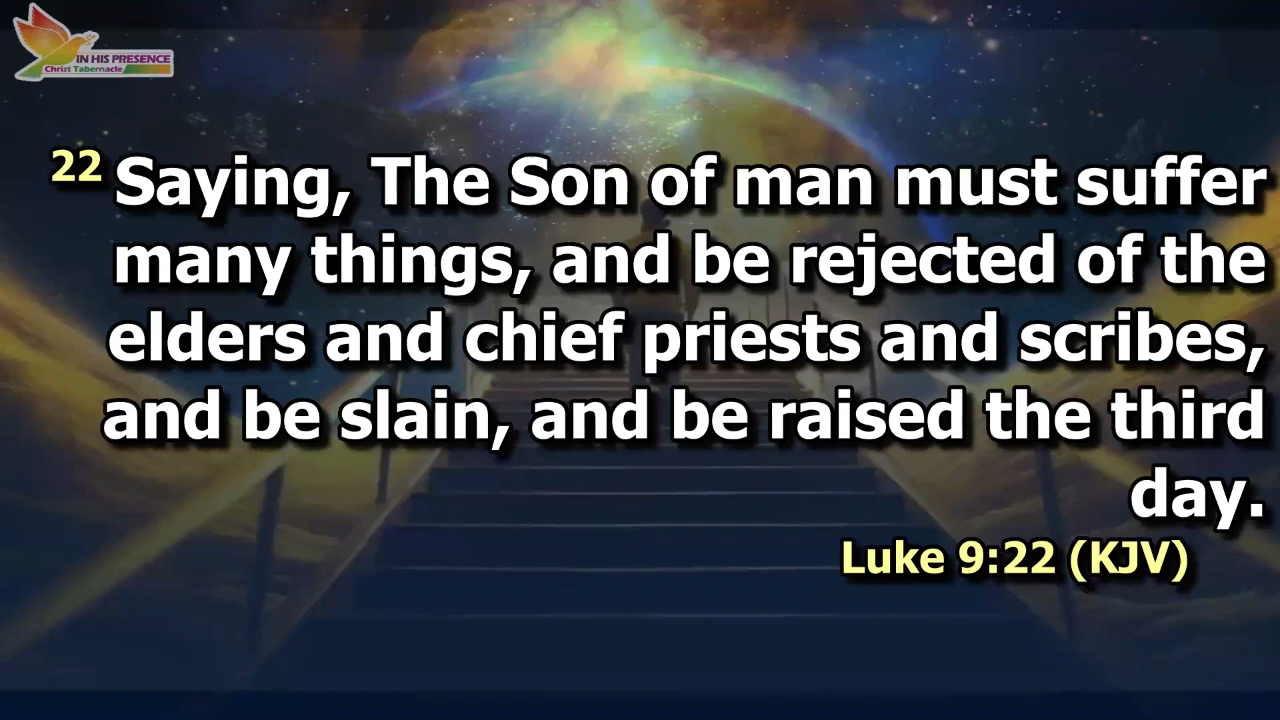 IN HIS PRESENCE
Christ Tabernacle
22 Saying, The Son of man must suffer
many things, and be rejected of the
elders and chief priests and scribes,
and be slain, and be raised the third
day.
Luke 9:22 (KJV)